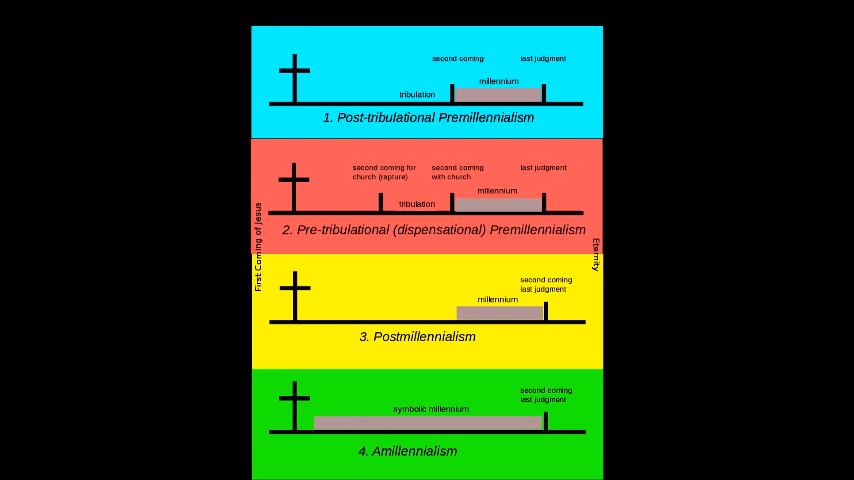 second coming
last judgment
millennium
tribulation
1. Post-tribulational Premillennialism
second coming for
church (rapture)
second coming
with church
last judgment
millennium
tribulation
2. Pre-tribulational (dispensational) Premillennialism
First Coming of Jesus
Eternity
second coming
last judgment
millennium
3. Postmillennialism
second coming
last judgment
symbolic millennium
4. Amillennialism